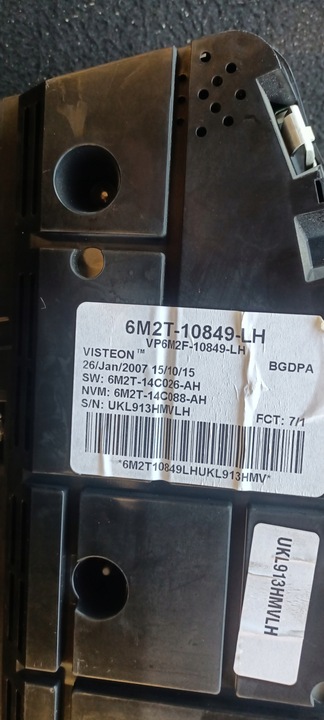 6M2T-10849-LH
VP6M2F-10849-LH
VISTEON™ BGDPA
26/Jan/2007 15/10/15
SW: 6M2T-14C026-AH
NVM: 6M2T-14C088-AH
S/N: UKL913HMVLH FCT: 7/1
*6M2T10849LHUKL913HMV*
UKL913HMVLH